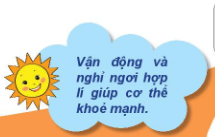 Vận động và
nghỉ ngơi hợp
lí giúp cơ thể
khoẻ mạnh.